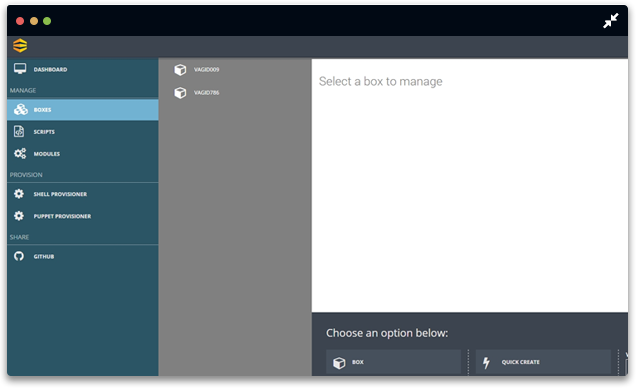 DASHBOARD
MANAGE
BOXES
SCRIPTS
MODULES
PROVISION
SHELL PROVISIONER
PUPPET PROVISIONER
SHARE
GITHUB
VAGID009
VAGID786
Select a box to manage
Choose an option below:
BOX
QUICK CREATE